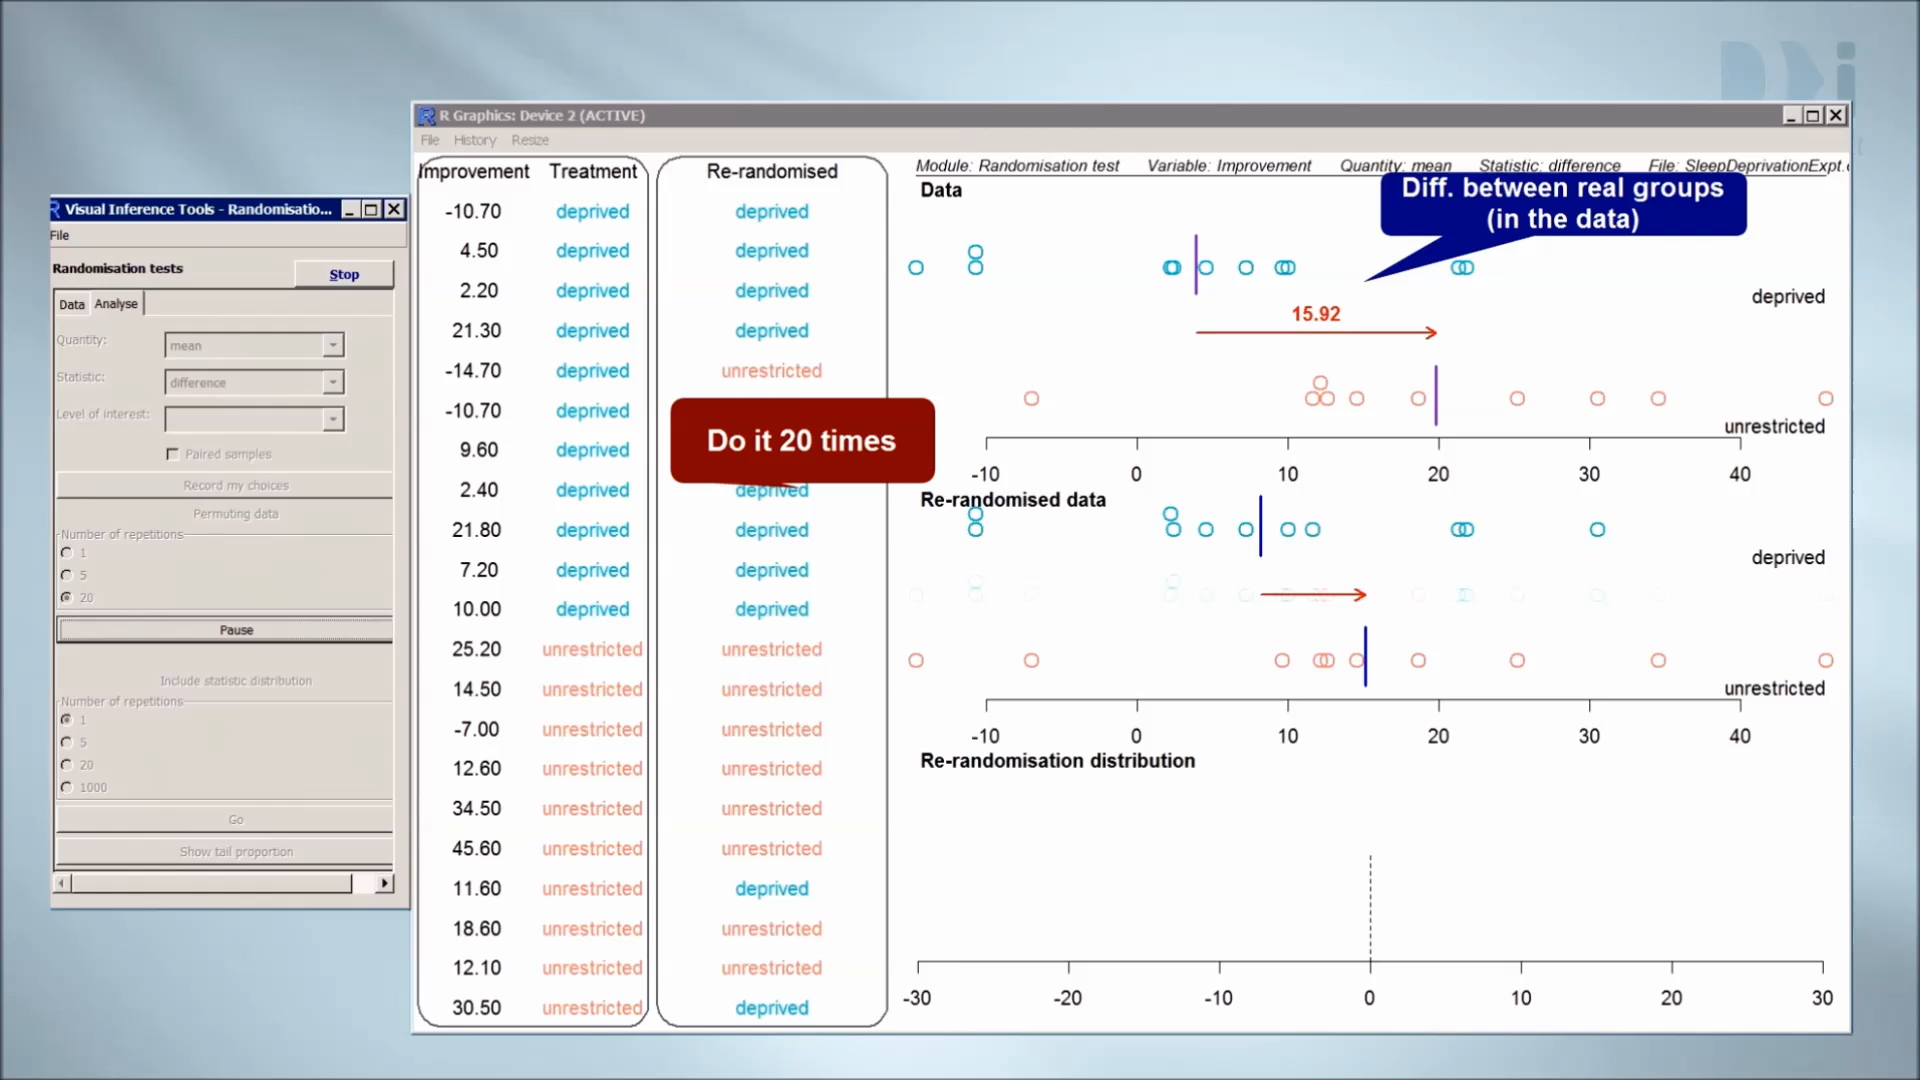 R Graphics: Device 2 (ACTIVE)
File History Resize
Visual Inference Tools - Randomisatio...
File
Randomisation tests
Stop
Data Analyse
Quantity: mean
Statistic: difference
Level of interest:
Paired samples
Record my choices
Permuting data
Number of repetitions
1
5
20
Pause
Include statistic distribution
Number of repetitions
1
5
20
1000
Go
Show tail proportion
Improvement Treatment Re-randomised
-10.70 deprived deprived
4.50 deprived deprived
2.20 deprived deprived
21.30 deprived deprived
-14.70 deprived unrestricted
-10.70 deprived
9.60 deprived
2.40 deprived deprived
21.80 deprived deprived
7.20 deprived deprived
10.00 deprived deprived
25.20 unrestricted unrestricted
14.50 unrestricted unrestricted
-7.00 unrestricted unrestricted
12.60 unrestricted unrestricted
34.50 unrestricted unrestricted
45.60 unrestricted unrestricted
11.60 unrestricted deprived
18.60 unrestricted unrestricted
12.10 unrestricted unrestricted
30.50 unrestricted deprived
Do it 20 times
Module: Randomisation test Variable: Improvement Quantity: mean Statistic: difference File: SleepDeprivationExpt.
Data
Diff. between real groups
(in the data)
deprived
15.92
unrestricted
-10 0 10 20 30 40
Re-randomised data
deprived
unrestricted
-10 0 10 20 30 40
Re-randomisation distribution
-30 -20 -10 0 10 20 30